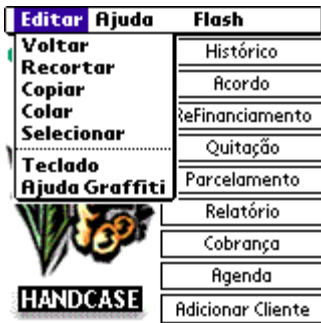 Editar Ajuda Flash
Voltar
Recortar
Copiar
Colar
Selecionar
Teclado
Ajuda Graffiti
Histórico
Acordo
ReFinanciamento
Quitação
Parcelamento
Relatório
Cobrança
Agenda
Adicionar Cliente
HANDCASE